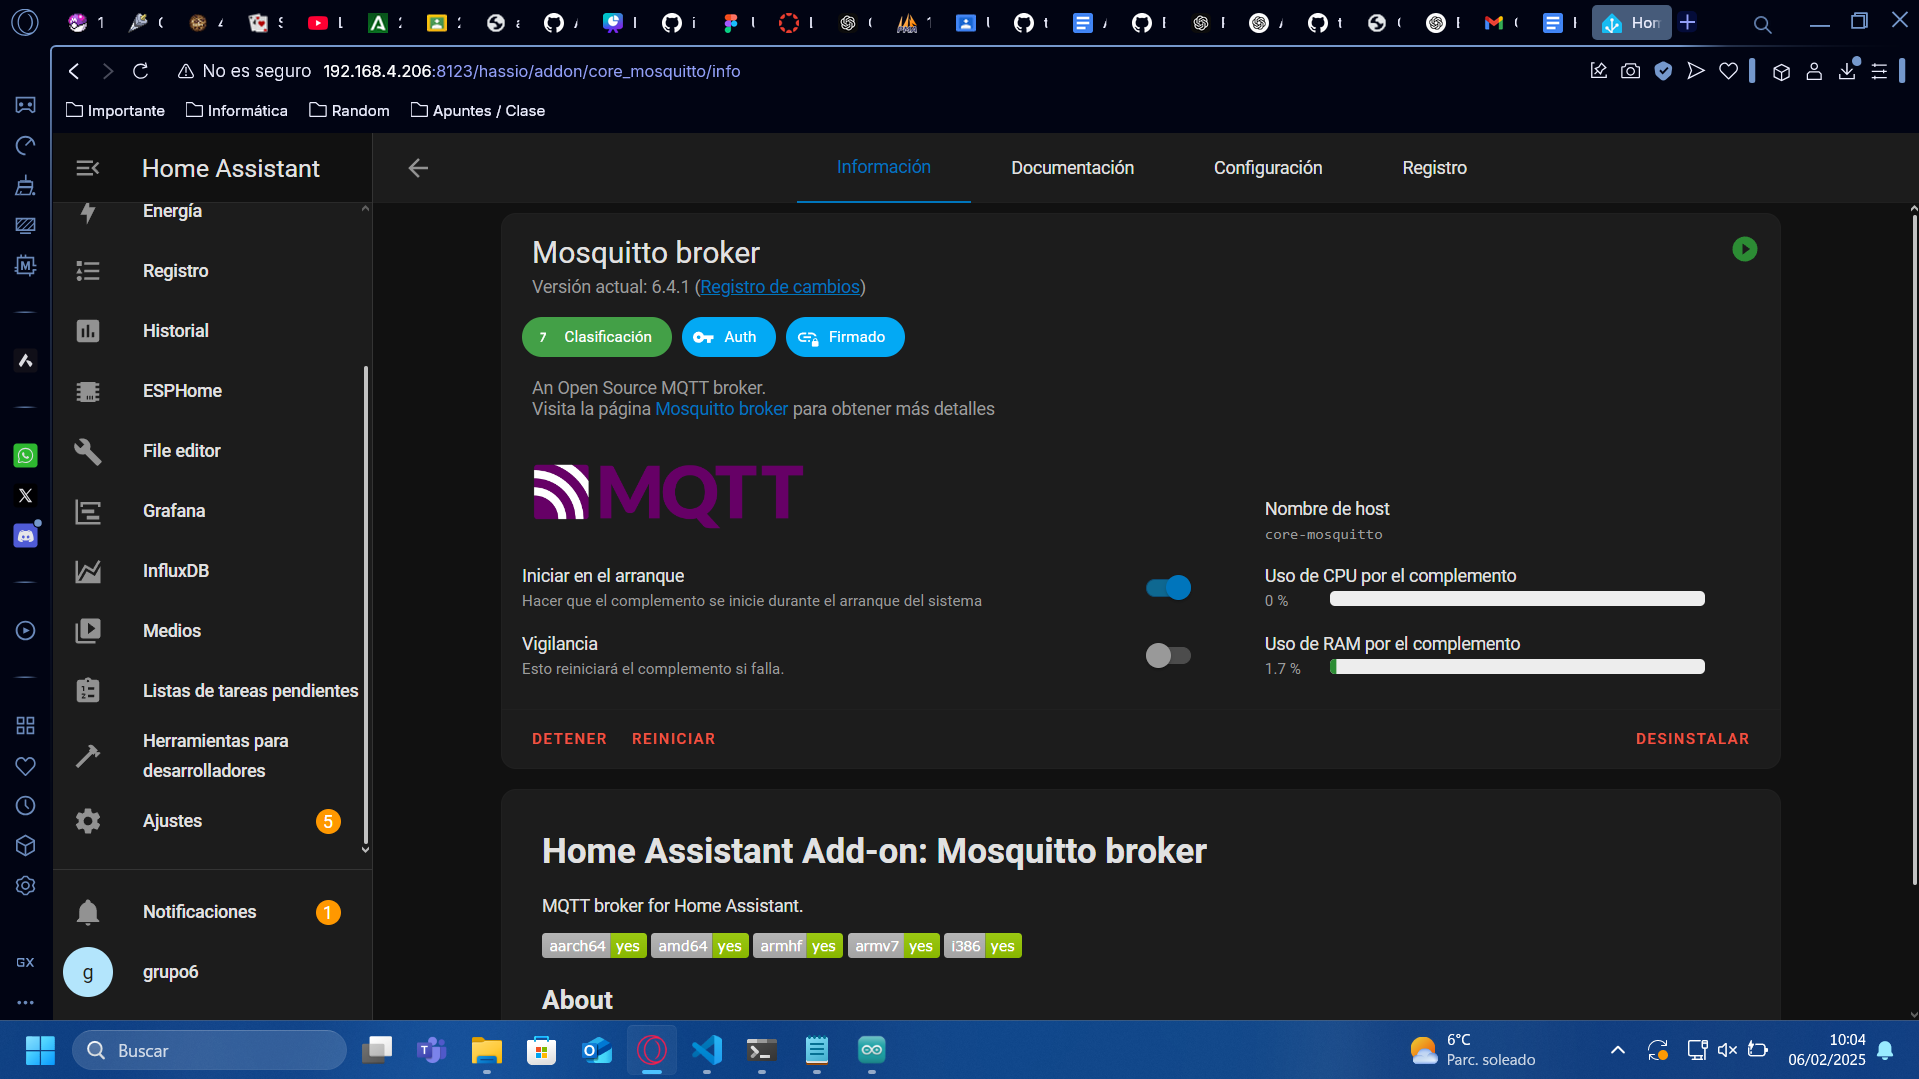 No es seguro 192.168.4.206:8123/hassio/addon/core_mosquitto/info
Importante Informática Random Apuntes / Clase
Home Assistant
Información Documentación Configuración Registro
Energía
Registro
Historial
ESPHome
File editor
Grafana
InfluxDB
Medios
Listas de tareas pendientes
Herramientas para
desarrolladores
Ajustes 5
Notificaciones 1
g grupo6
GX
Mosquitto broker
Versión actual: 6.4.1 (Registro de cambios)
7 Clasificación Auth Firmado
An Open Source MQTT broker.
Visita la página Mosquitto broker para obtener más detalles
MQTT
Nombre de host
core-mosquitto
Iniciar en el arranque
Hacer que el complemento se inicie durante el arranque del sistema
Uso de CPU por el complemento
0 %
Vigilancia
Esto reiniciará el complemento si falla.
Uso de RAM por el complemento
1.7 %
DETENER REINICIAR DESINSTALAR
Home Assistant Add-on: Mosquitto broker
MQTT broker for Home Assistant.
aarch64 yes amd64 yes armhf yes armv7 yes i386 yes
About
Buscar
6°C
Parc. soleado
10:04
06/02/2025